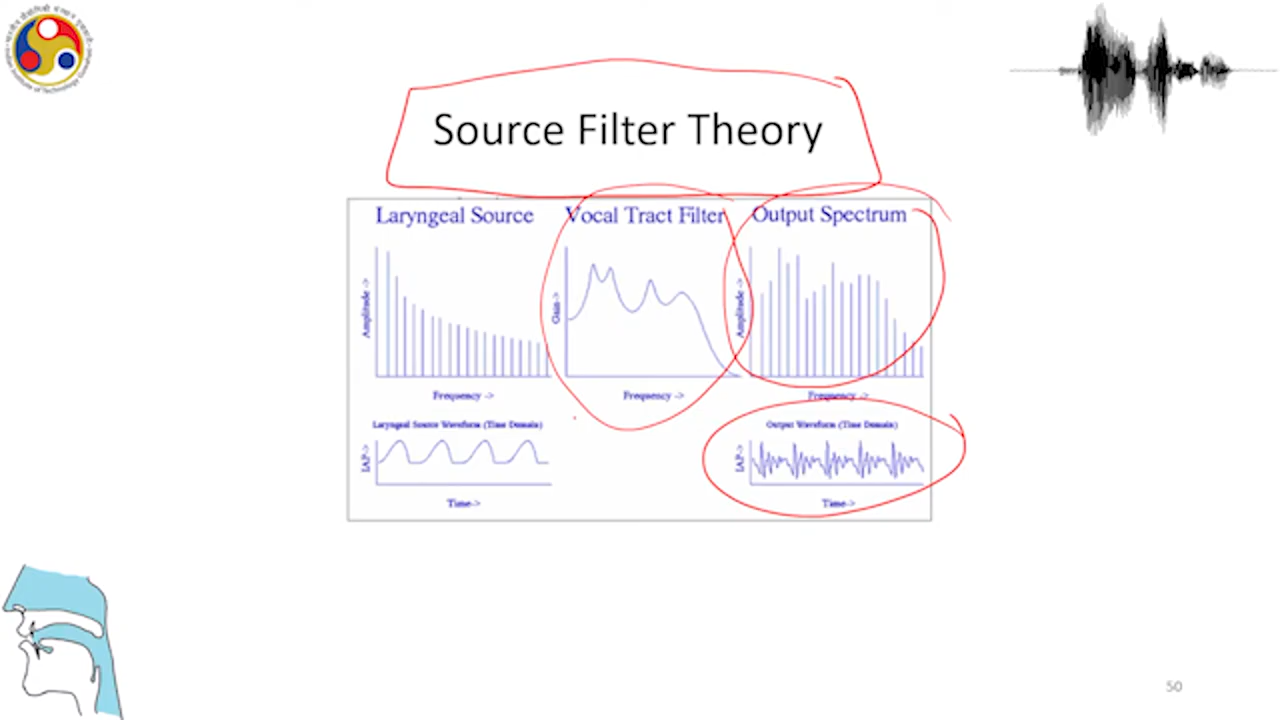 Source Filter Theory
Laryngeal Source Vocal Tract Filter Output Spectrum
Amplitude -> Gain-> Amplitude ->
Frequency -> Frequency -> Frequency ->
Laryngeal Source Waveform (Time Domain) Output Waveform (Time Domain)
Time-> Time->
50